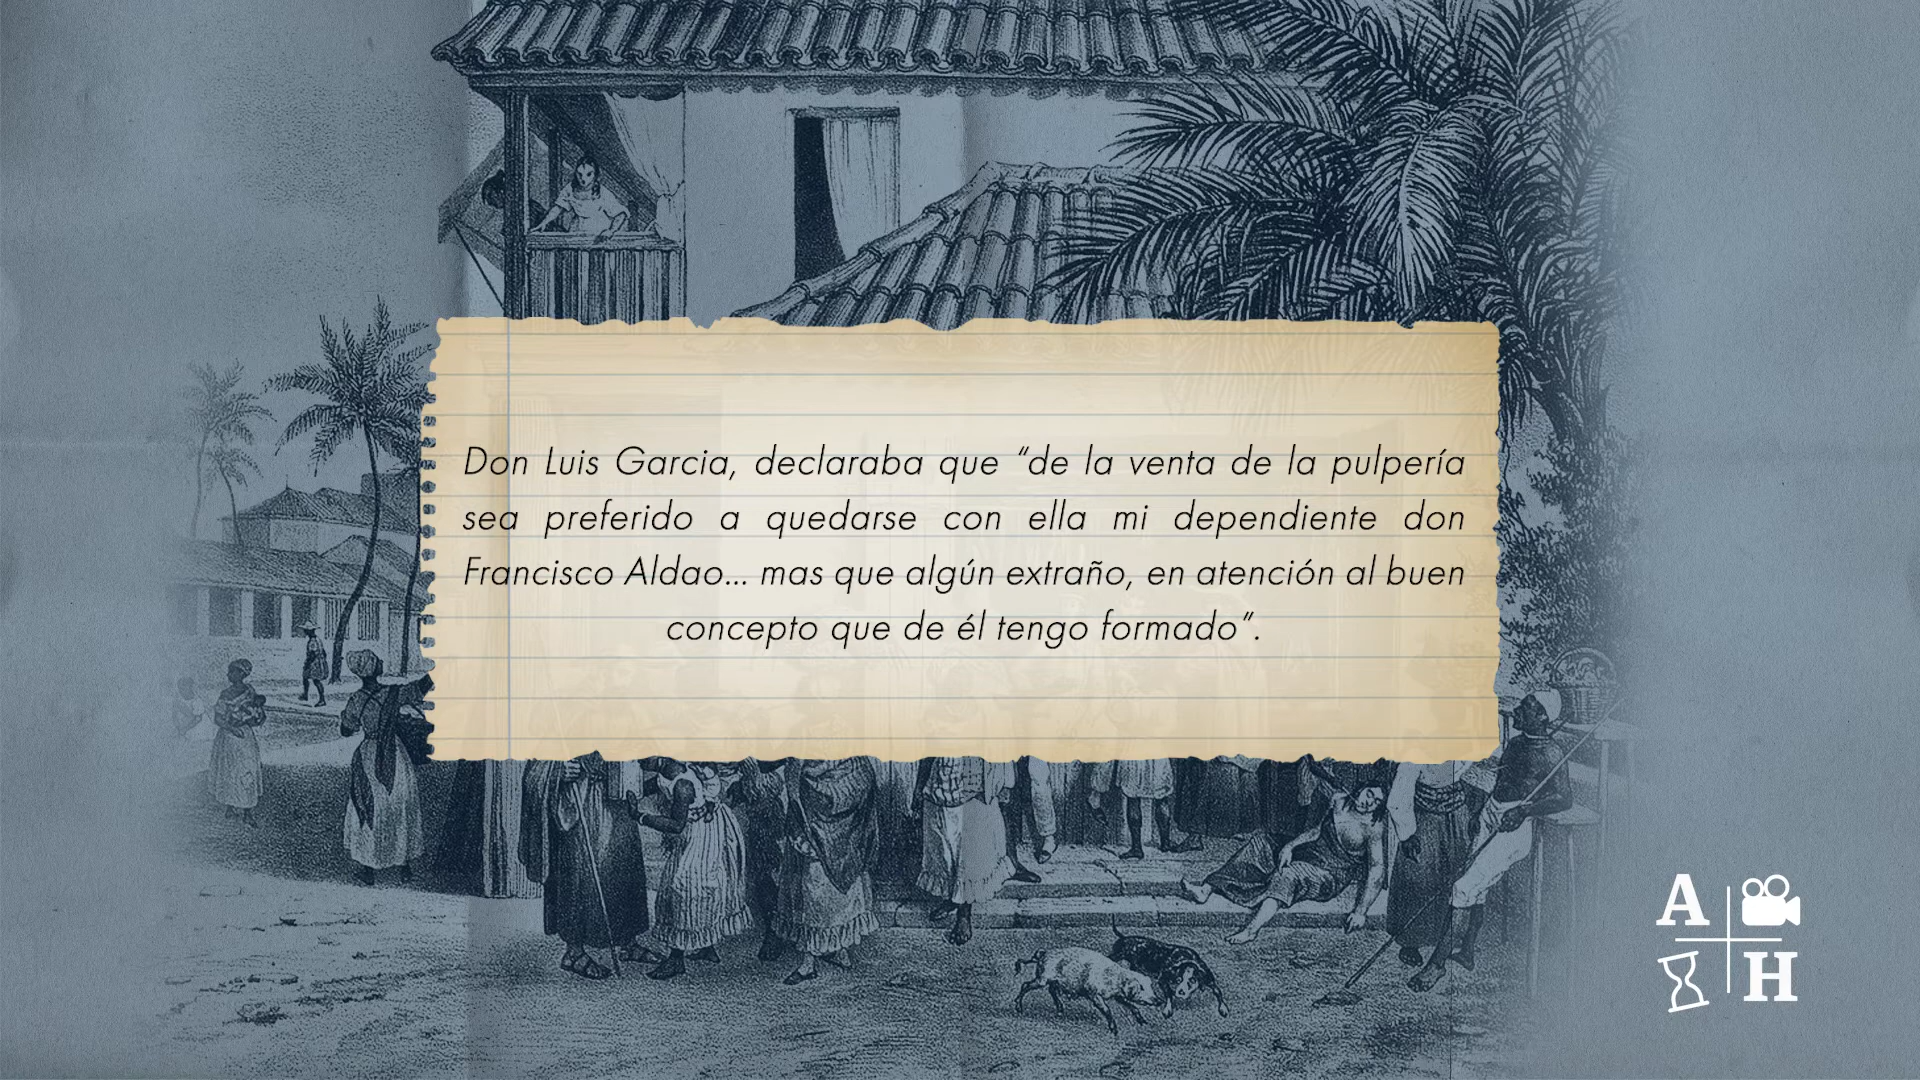 Don Luis Garcia, declaraba que “de la venta de la pulpería
sea preferido a quedarse con ella mi dependiente don
Francisco Aldao... mas que algún extraño, en atención al buen
concepto que de él tengo formado”.
A
H